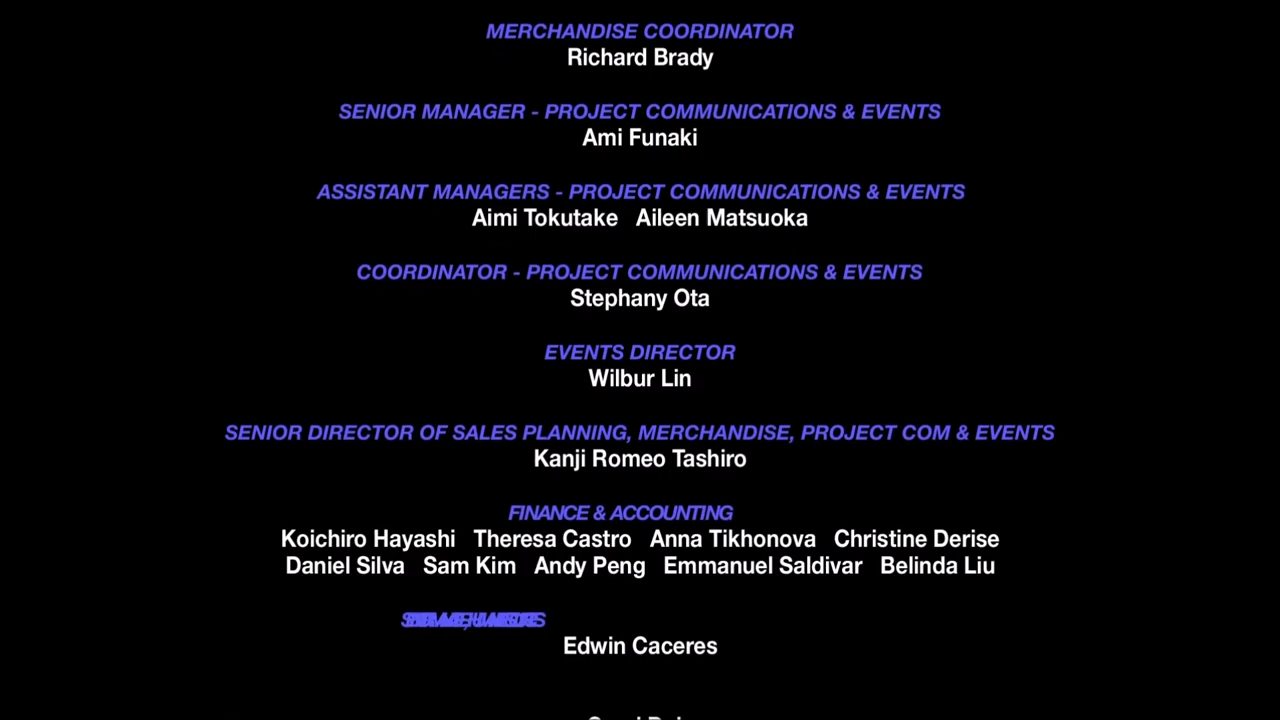 MERCHANDISE COORDINATOR
Richard Brady
SENIOR MANAGER - PROJECT COMMUNICATIONS & EVENTS
Ami Funaki
ASSISTANT MANAGERS - PROJECT COMMUNICATIONS & EVENTS
Aimi Tokutake Aileen Matsuoka
COORDINATOR - PROJECT COMMUNICATIONS & EVENTS
Stephany Ota
EVENTS DIRECTOR
Wilbur Lin
SENIOR DIRECTOR OF SALES PLANNING, MERCHANDISE, PROJECT COM & EVENTS
Kanji Romeo Tashiro
FINANCE & ACCOUNTING
Koichiro Hayashi Theresa Castro Anna Tikhonova Christine Derise
Daniel Silva Sam Kim Andy Peng Emmanuel Saldivar Belinda Liu
Edwin Caceres